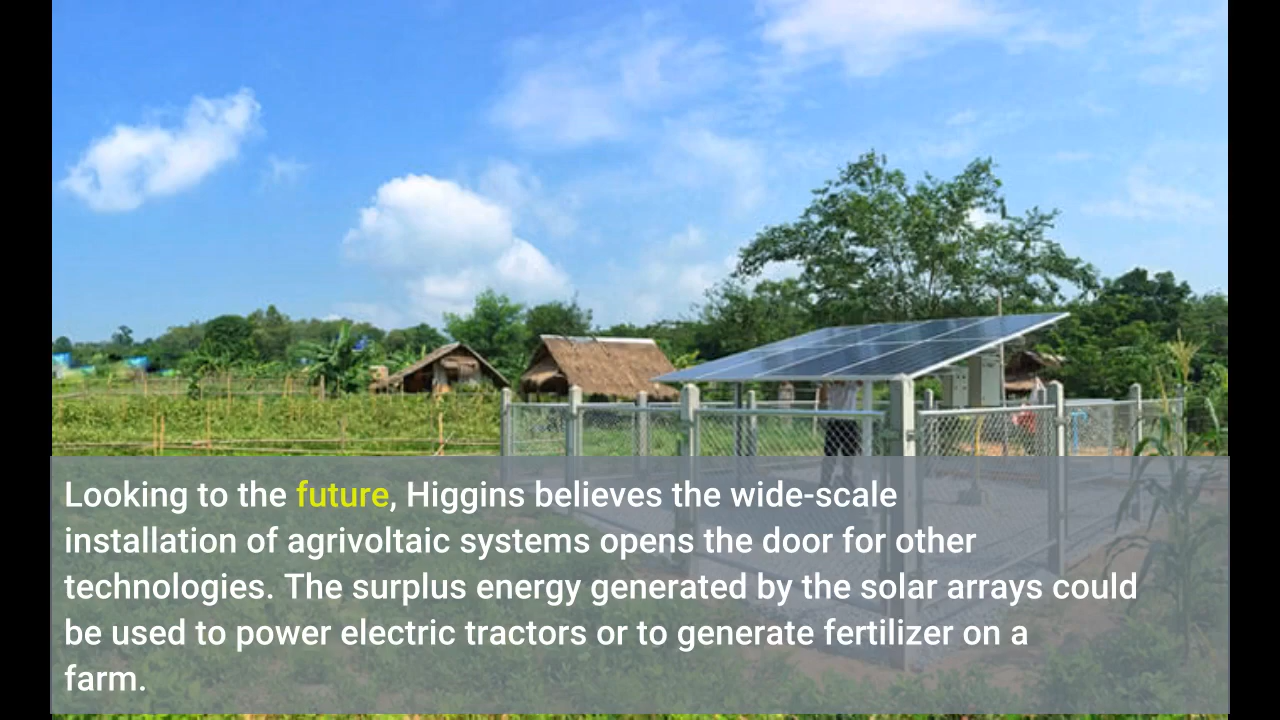 Looking to the future, Higgins believes the wide-scale
installation of agrivoltaic systems opens the door for other
technologies. The surplus energy generated by the solar arrays could
be used to power electric tractors or to generate fertilizer on a
farm.